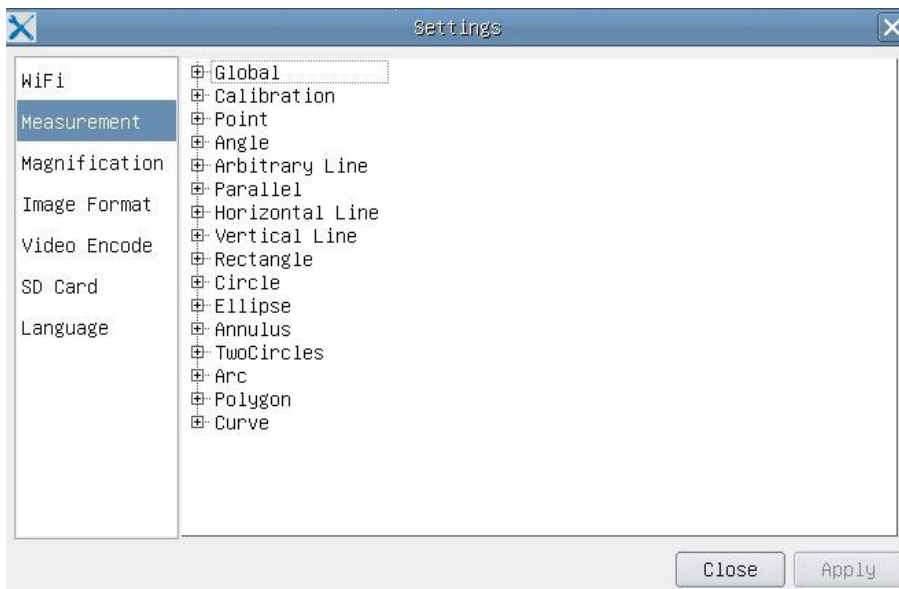 Settings
WiFi
Measurement
Magnification
Image Format
Video Encode
SD Card
Language
Global
Calibration
Point
Angle
Arbitrary Line
Parallel
Horizontal Line
Vertical Line
Rectangle
Circle
Ellipse
Annulus
TwoCircles
Arc
Polygon
Curve
Close
Apply